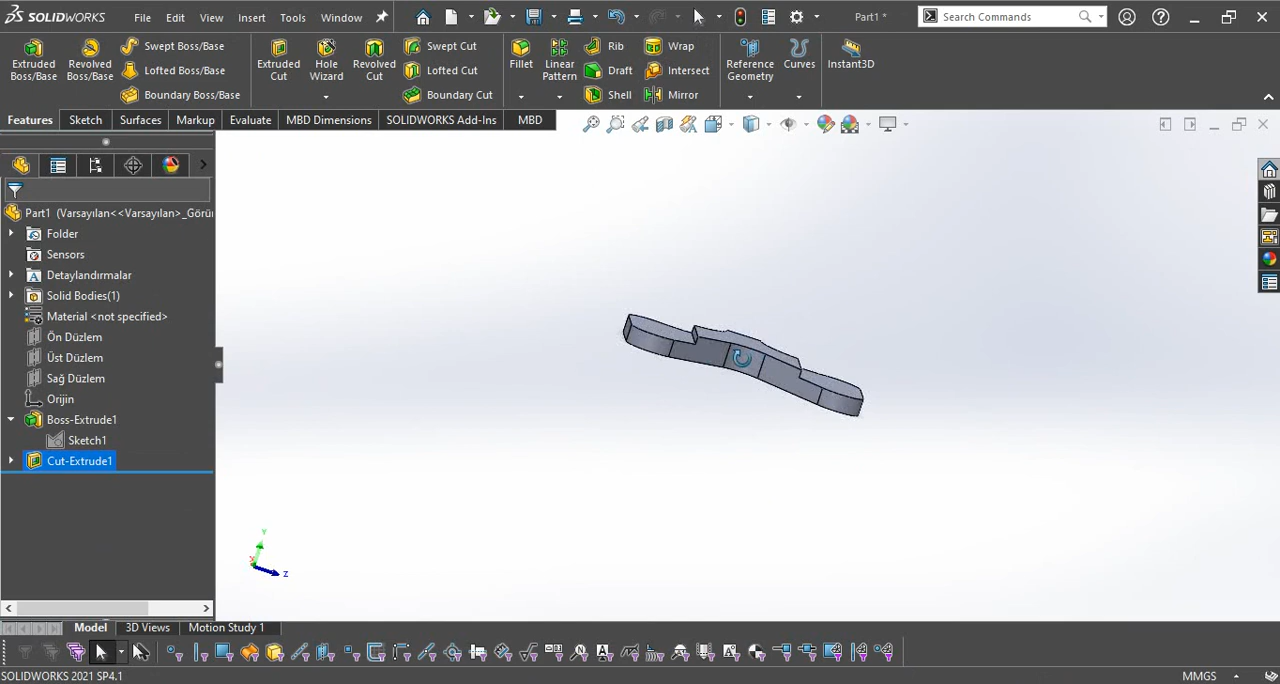 SOLIDWORKS File Edit View Insert Tools Window Part1 * Search Commands
Extruded Boss/Base
Revolved Boss/Base
Swept Boss/Base
Lofted Boss/Base
Boundary Boss/Base
Extruded Cut
Hole Wizard
Revolved Cut
Swept Cut
Lofted Cut
Boundary Cut
Fillet
Linear Pattern
Rib
Draft
Shell
Wrap
Intersect
Mirror
Reference Geometry
Curves
Instant3D
Features Sketch Surfaces Markup Evaluate MBD Dimensions SOLIDWORKS Add-Ins MBD
Part1 (Varsayılan<<Varsayılan>_Görü
Folder
Sensors
Detaylandırmalar
Solid Bodies(1)
Material <not specified>
Ön Düzlem
Üst Düzlem
Sağ Düzlem
Orijin
Boss-Extrude1
Sketch1
Cut-Extrude1
Y
X
Z
Model 3D Views Motion Study 1
SOLIDWORKS 2021 SP4.1 MMGS